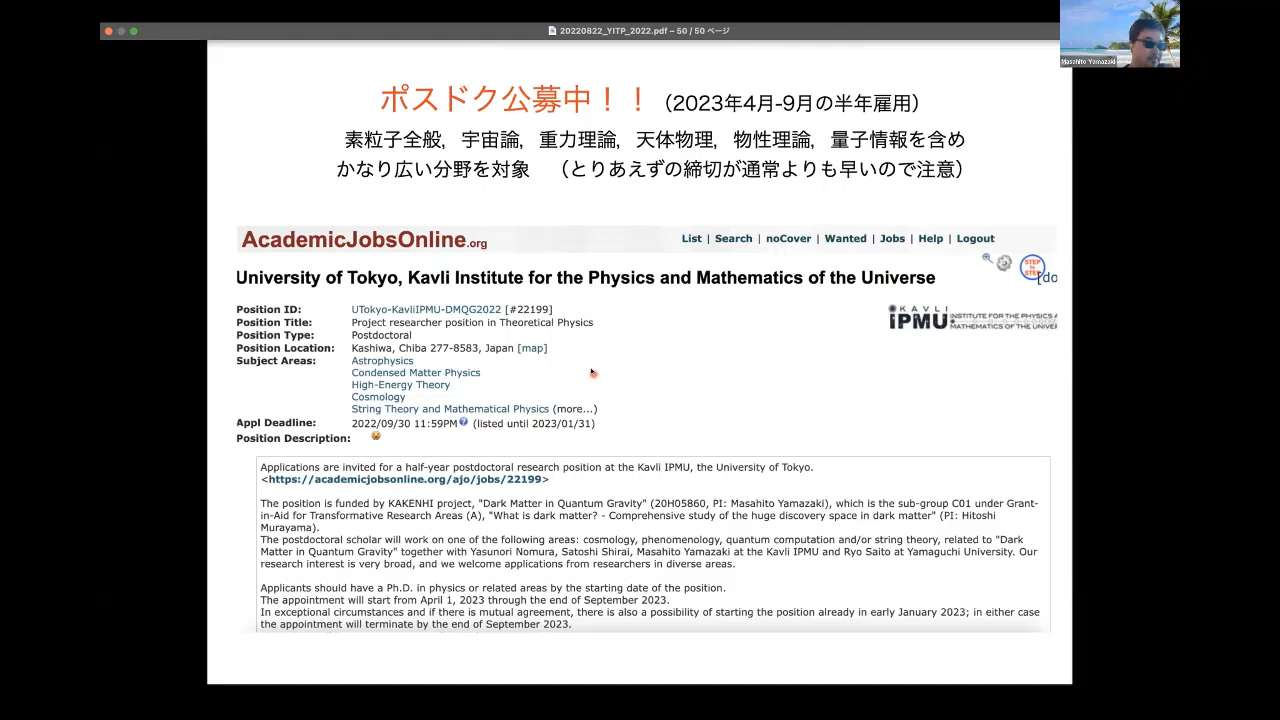 20220822_YITP_2022.pdf – 50 / 50 ページ
Masahito Yamazaki
ポスドク公募中！！（2023年4月-9月の半年雇用）
素粒子全般，宇宙論，重力理論，天体物理，物性理論，量子情報を含め
かなり広い分野を対象　（とりあえずの締切が通常よりも早いので注意）
AcademicJobsOnline.org
List | Search | noCover | Wanted | Jobs | Help | Logout
STEP to STEP
[do
University of Tokyo, Kavli Institute for the Physics and Mathematics of the Universe
KAVLI
IPMU INSTITUTE FOR THE PHYSICS A
MATHEMATICS OF THE UNIVER
Position ID: UTokyo-KavliIPMU-DMQG2022 [#22199]
Position Title: Project researcher position in Theoretical Physics
Position Type: Postdoctoral
Position Location: Kashiwa, Chiba 277-8583, Japan [map]
Subject Areas: Astrophysics
Condensed Matter Physics
High-Energy Theory
Cosmology
String Theory and Mathematical Physics (more...)
Appl Deadline: 2022/09/30 11:59PM (listed until 2023/01/31)
Position Description:
Applications are invited for a half-year postdoctoral research position at the Kavli IPMU, the University of Tokyo.
<https://academicjobsonline.org/ajo/jobs/22199>
The position is funded by KAKENHI project, "Dark Matter in Quantum Gravity" (20H05860, PI: Masahito Yamazaki), which is the sub-group C01 under Grant-
in-Aid for Transformative Research Areas (A), "What is dark matter? - Comprehensive study of the huge discovery space in dark matter" (PI: Hitoshi
Murayama).
The postdoctoral scholar will work on one of the following areas: cosmology, phenomenology, quantum computation and/or string theory, related to "Dark
Matter in Quantum Gravity" together with Yasunori Nomura, Satoshi Shirai, Masahito Yamazaki at the Kavli IPMU and Ryo Saito at Yamaguchi University. Our
research interest is very broad, and we welcome applications from researchers in diverse areas.
Applicants should have a Ph.D. in physics or related areas by the starting date of the position.
The appointment will start from April 1, 2023 through the end of September 2023.
In exceptional circumstances and if there is mutual agreement, there is also a possibility of starting the position already in early January 2023; in either case
the appointment will terminate by the end of September 2023.